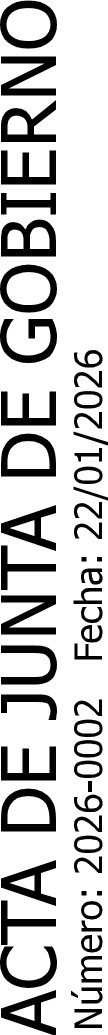 ACTA DE JUNTA DE GOBIERNO
Número: 2026-0002 Fecha: 22/01/2026